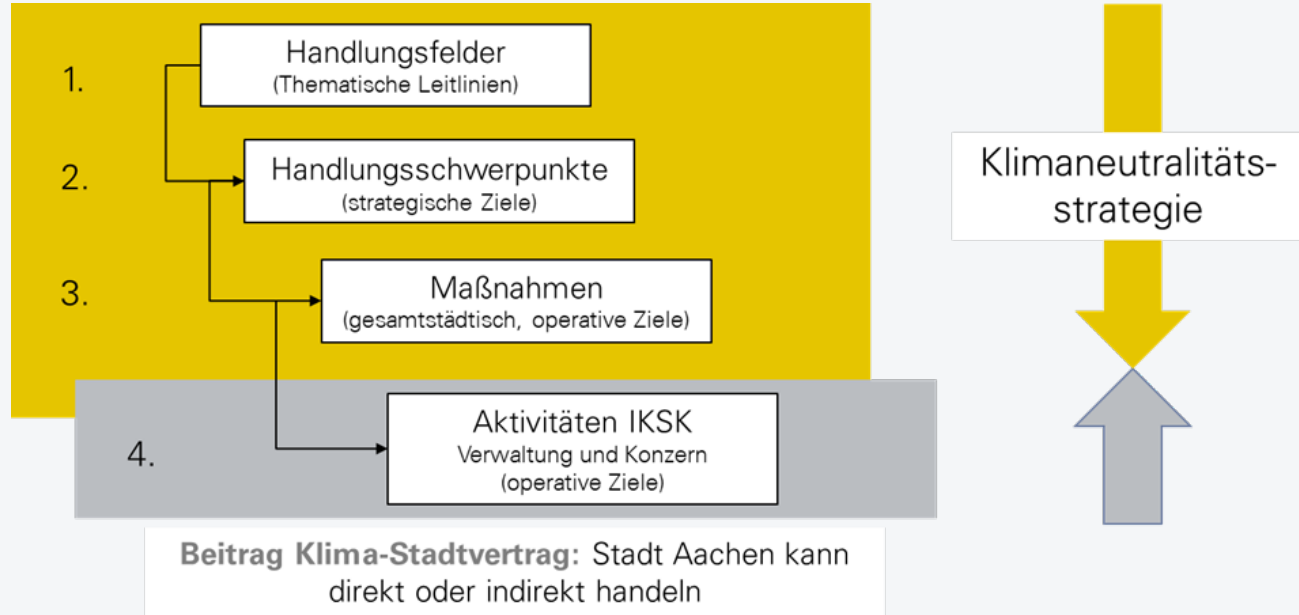 1.
Handlungsfelder
(Thematische Leitlinien)
2.
Handlungsschwerpunkte
(strategische Ziele)
3.
Maßnahmen
(gesamtstädtisch, operative Ziele)
4.
Aktivitäten IKSK
Verwaltung und Konzern
(operative Ziele)
Beitrag Klima-Stadtvertrag: Stadt Aachen kann
direkt oder indirekt handeln
Klimaneutralitäts-
strategie